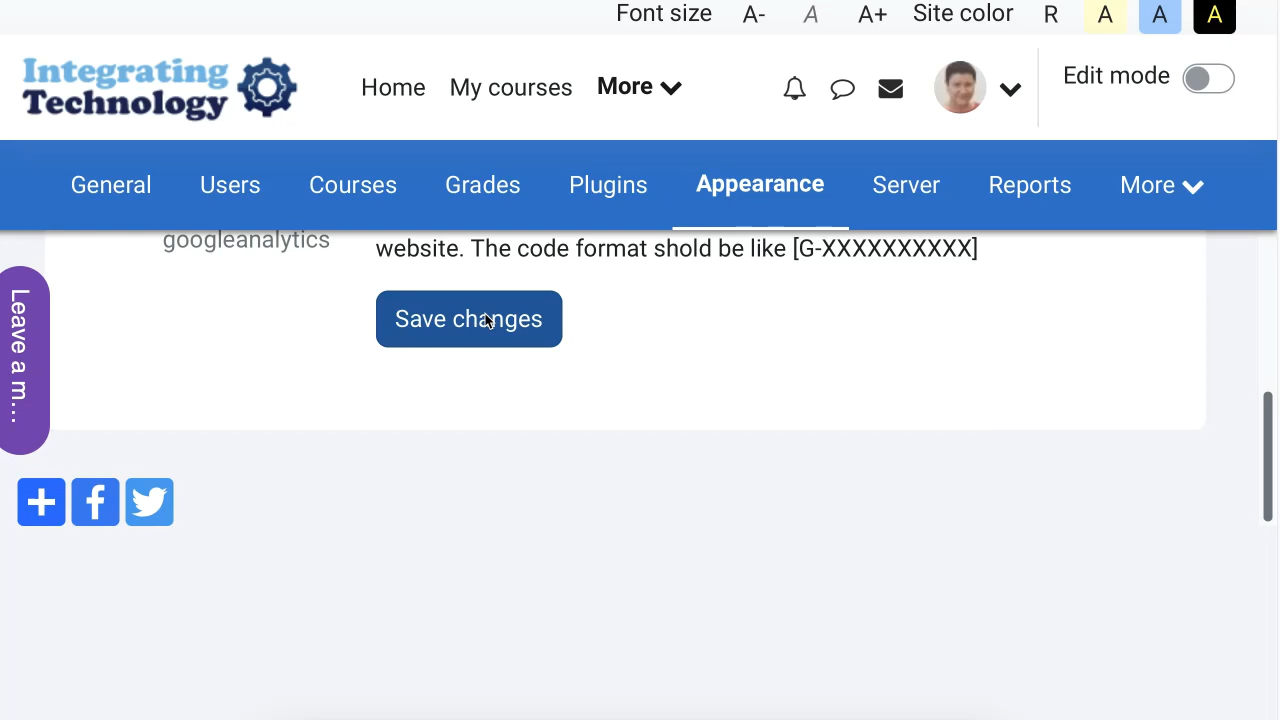 Font size A- A A+ Site color R A A A
Integrating
Technology
Home My courses More
Edit mode
General Users Courses Grades Plugins Appearance Server Reports More
googleanalytics
website. The code format shold be like [G-XXXXXXXXXX]
Save changes
Leave a m...